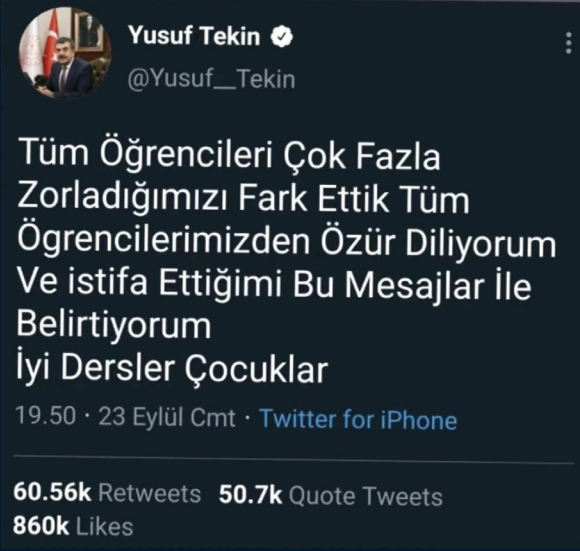 Yusuf Tekin
@Yusuf__Tekin
Tüm Öğrencileri Çok Fazla
Zorladığımızı Fark Ettik Tüm
Ögrencilerimizden Özür Diliyorum
Ve istifa Ettiğimi Bu Mesajlar İle
Belirtiyorum
İyi Dersler Çocuklar
19.50 · 23 Eylül Cmt · Twitter for iPhone
60.56k Retweets 50.7k Quote Tweets
860k Likes